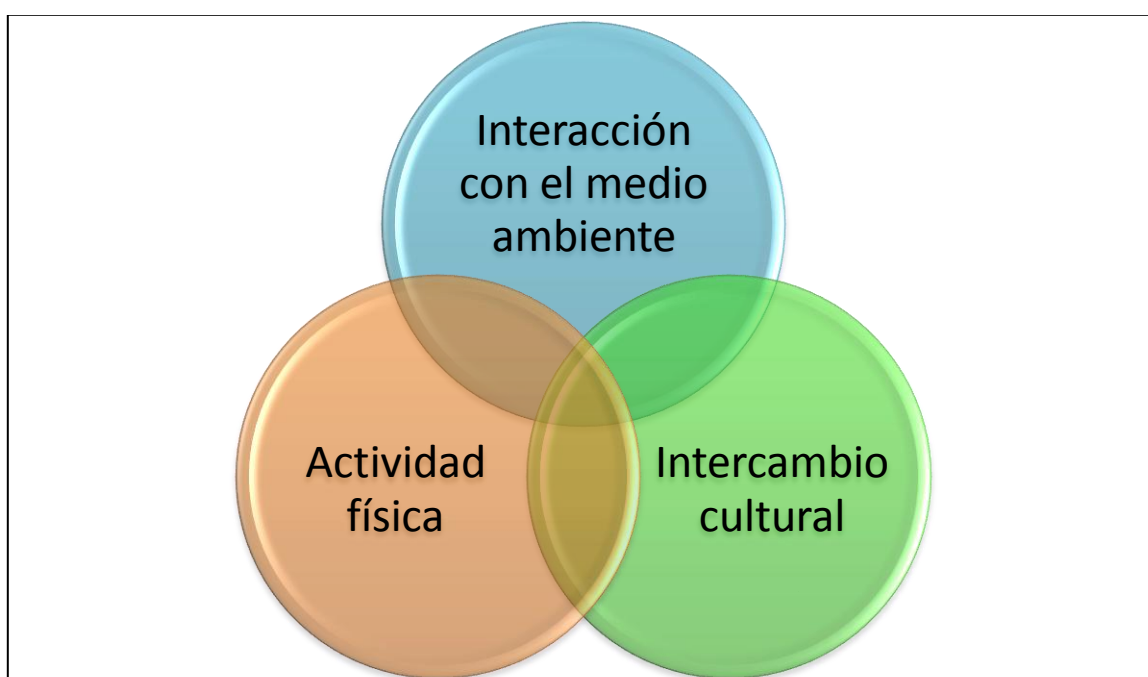 Interacción
con el medio
ambiente
Actividad
física
Intercambio
cultural